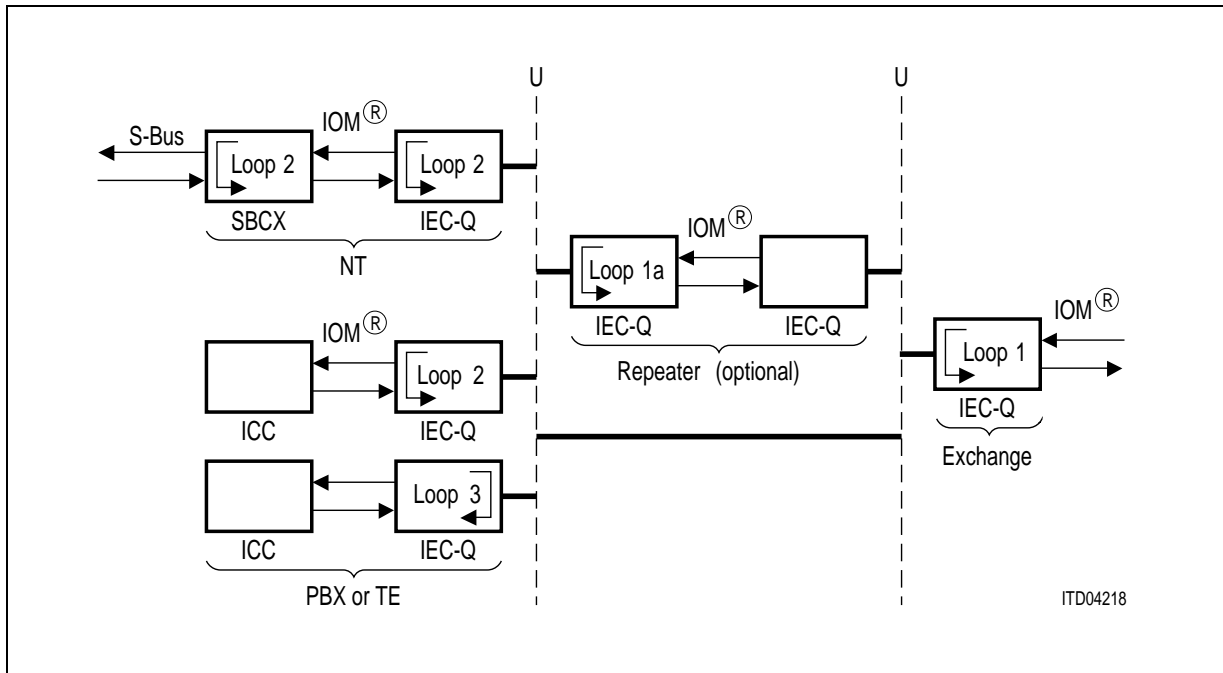 U
U
IOM®
S-Bus
Loop 2
Loop 2
SBCX
IEC-Q
NT
IOM®
Loop 1a
IEC-Q
IEC-Q
Repeater (optional)
IOM®
Loop 1
IEC-Q
Exchange
IOM®
Loop 2
ICC
IEC-Q
Loop 3
ICC
IEC-Q
PBX or TE
ITD04218